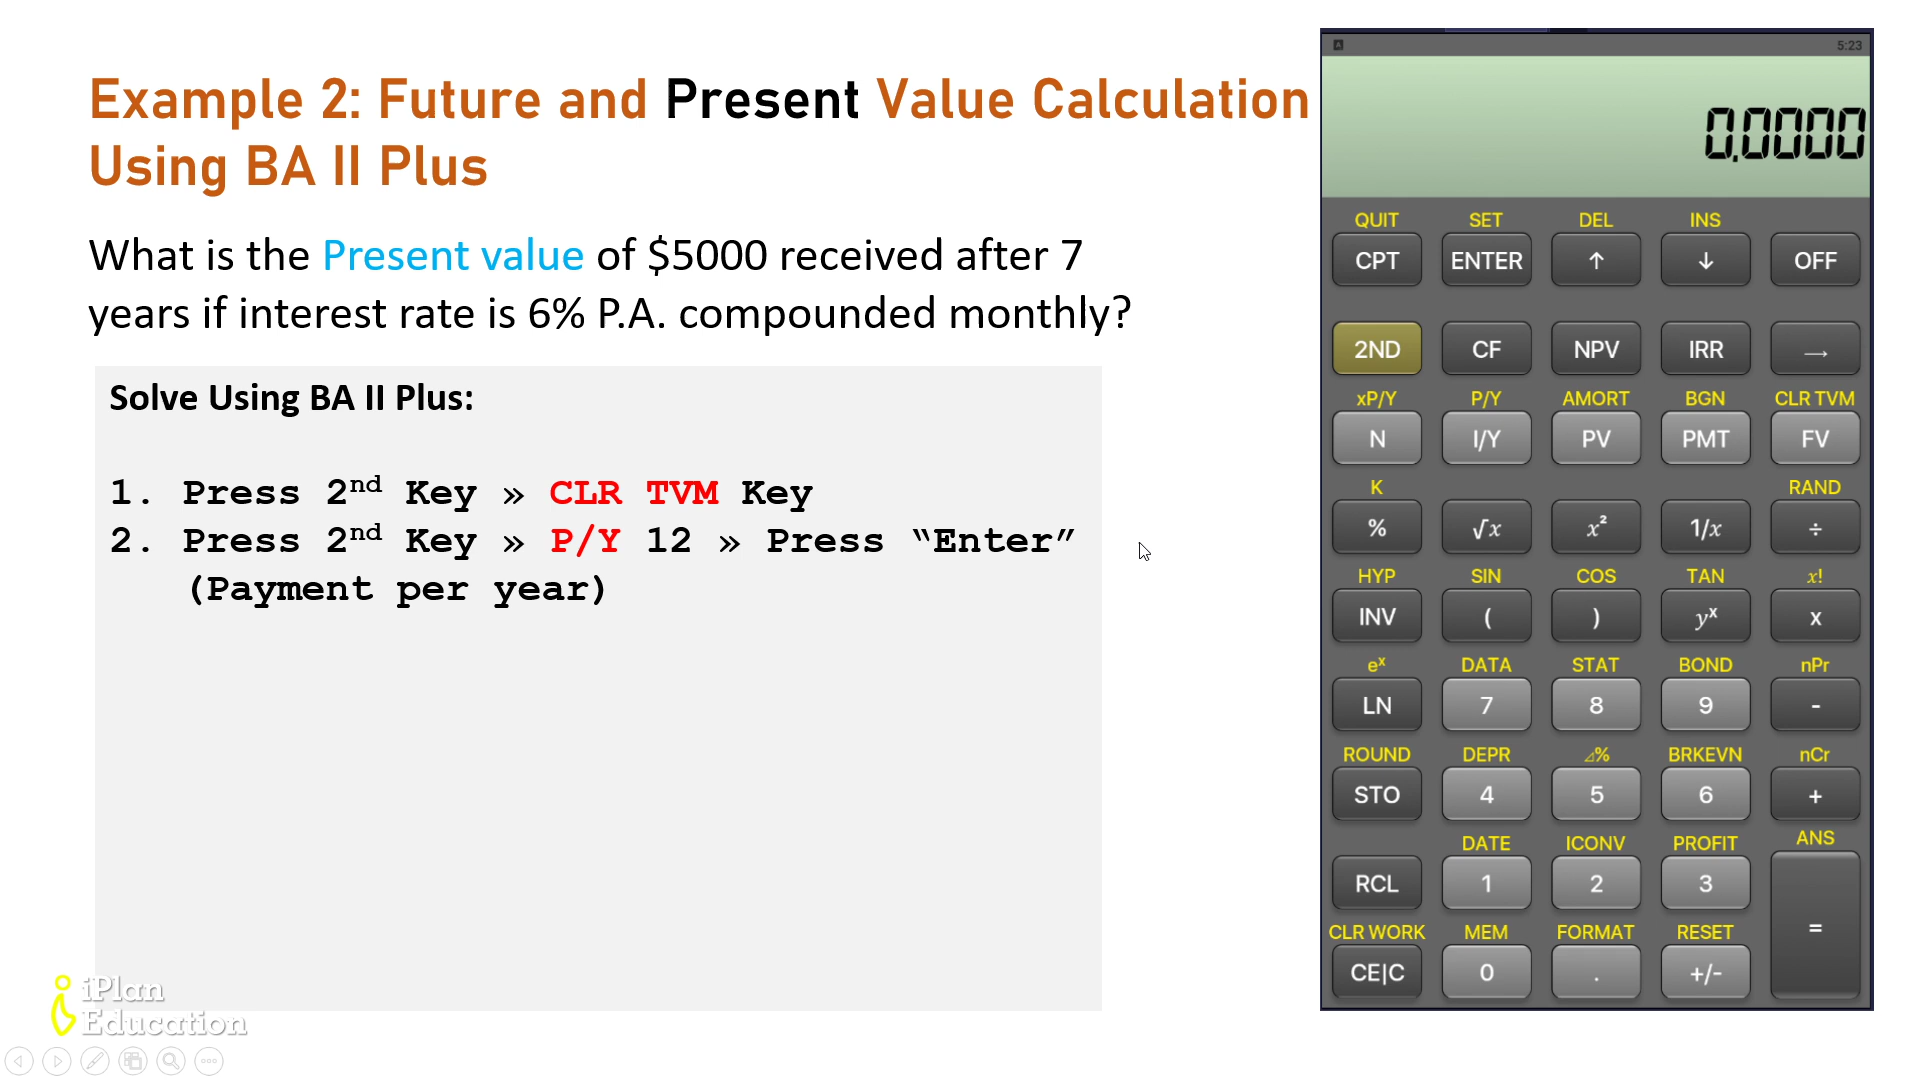 Example 2: Future and Present Value Calculation
Using BA II Plus
What is the Present value of $5000 received after 7
years if interest rate is 6% P.A. compounded monthly?
Solve Using BA II Plus:
1. Press 2nd Key » CLR TVM Key
2. Press 2nd Key » P/Y 12 » Press “Enter”
(Payment per year)
iPlan
Education
A 5:23
0.0000
QUIT SET DEL INS
CPT ENTER ↑ ↓ OFF
2ND CF NPV IRR →
xP/Y P/Y AMORT BGN CLR TVM
N I/Y PV PMT FV
K RAND
% √x x² 1/x ÷
HYP SIN COS TAN x!
INV ( ) yˣ x
eˣ DATA STAT BOND nPr
LN 7 8 9 -
ROUND DEPR ⊿% BRKEVN nCr
STO 4 5 6 +
DATE ICONV PROFIT ANS
RCL 1 2 3 =
CLR WORK MEM FORMAT RESET
CE|C 0 . +/-